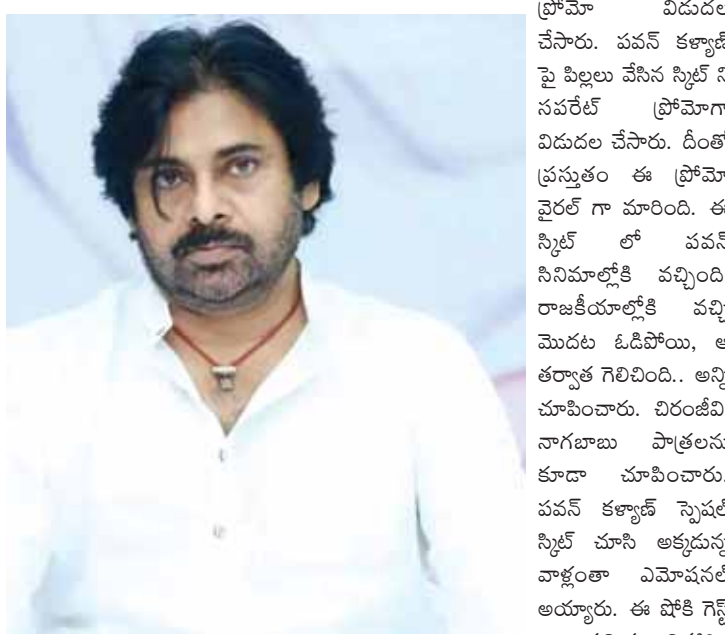 ప్రోమో విడుదల
చేసారు. పవన్ కళ్యాణ్
పై పిల్లలు వేసిన స్కిట్ ని
సపరేట్ ప్రోమోగా
విడుదల చేసారు. దీంతో
ప్రస్తుతం ఈ ప్రోమో
వైరల్ గా మారింది. ఈ
స్కిట్ లో పవన్
సినిమాల్లోకి వచ్చింది
రాజకీయాల్లోకి వచ్చి
మొదట ఓడిపోయి, ఆ
తర్వాత గెలిచింది.. అన్ని
చూపించారు. చిరంజీవి,
నాగబాబు పాత్రలను
కూడా చూపించారు.
పవన్ కళ్యాణ్ స్పెషల్
స్కిట్ చూసి అక్కడున్న
వాళ్లంతా ఎమోషనల్
అయ్యారు. ఈ షోకి గెస్ట్